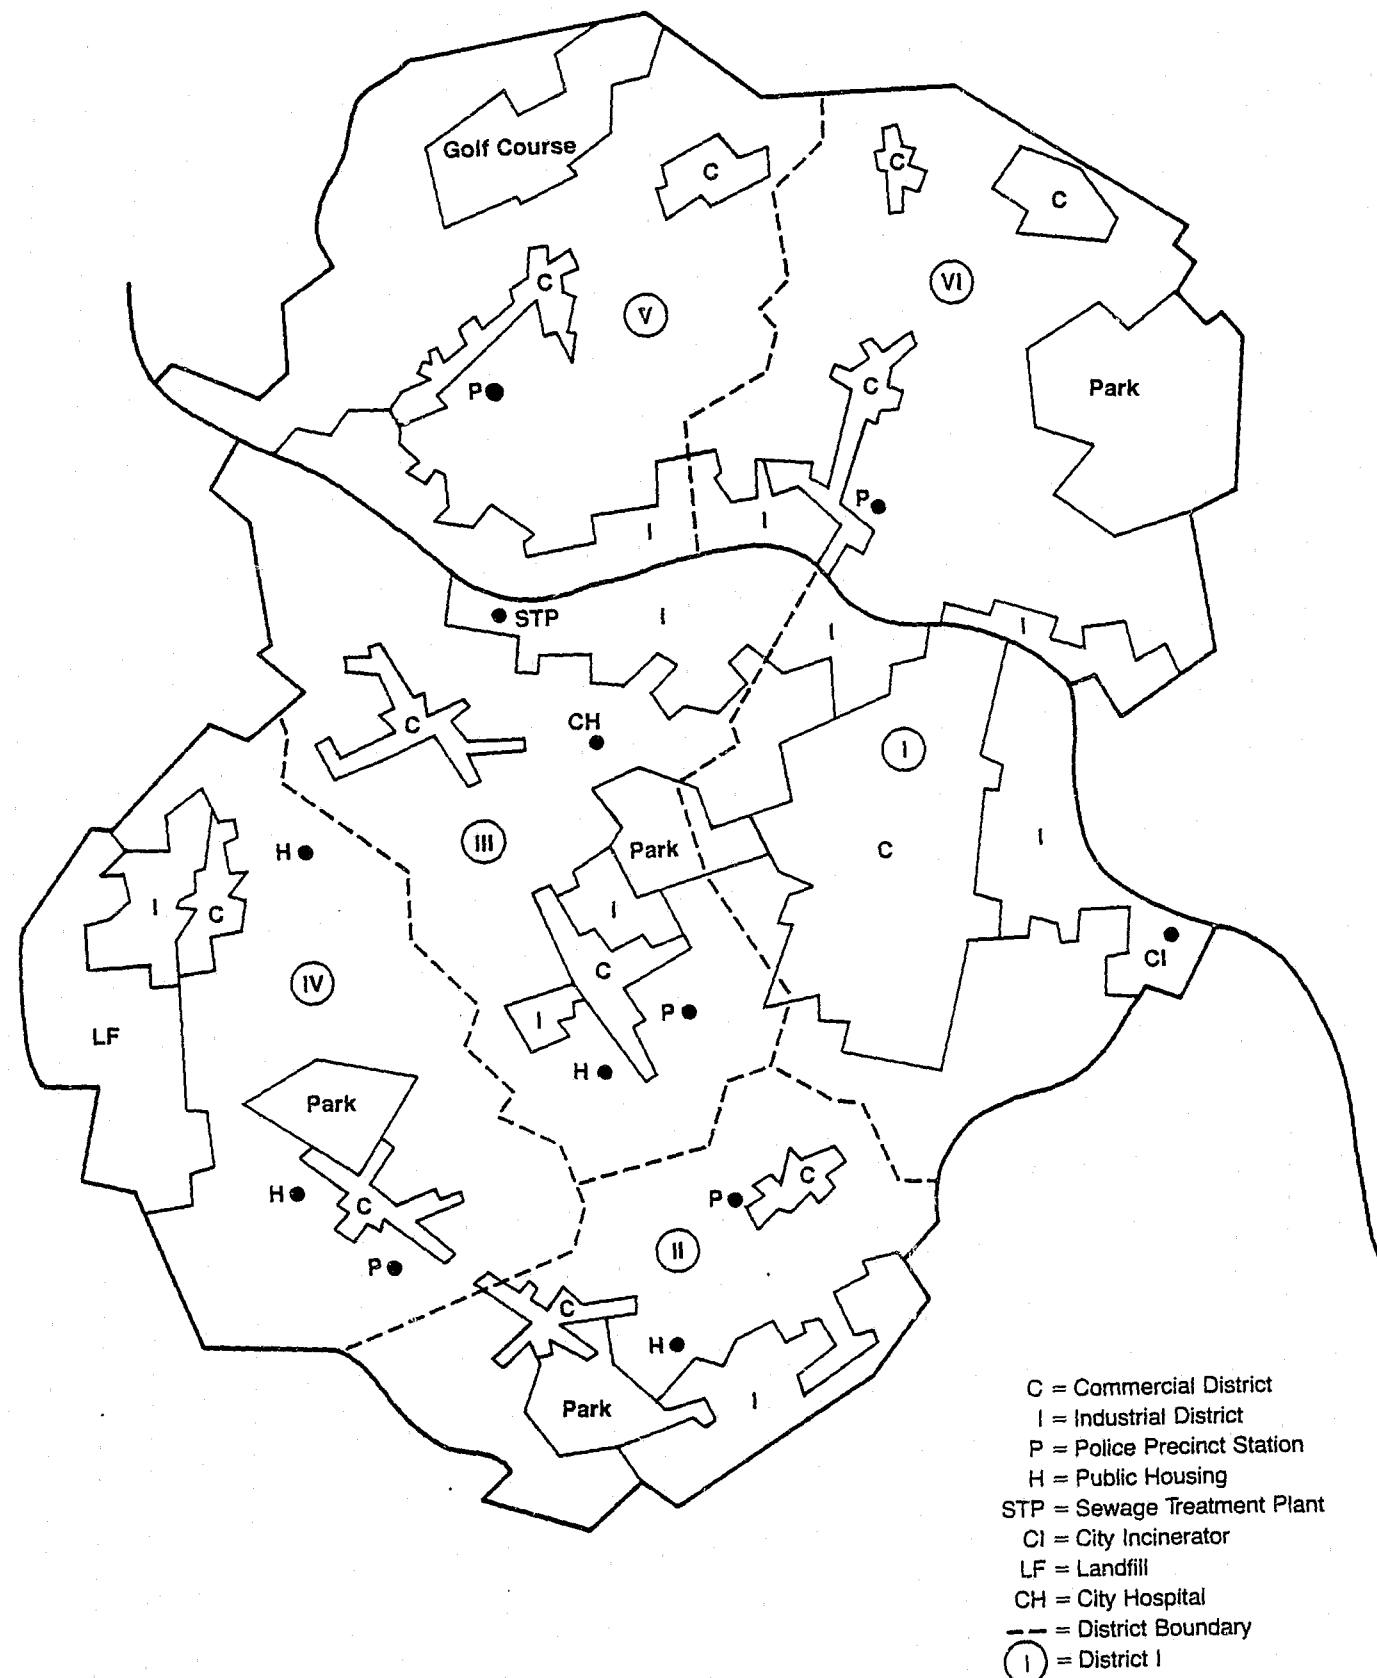 Golf Course
C
C
C
C
VI
V
C
Park
C
P
P
I
I
STP
I
I
I
C
CH
I
III
Park
C
I
H
I
C
I
C
CI
IV
P
I
LF
H
Park
C
P
H
C
II
P
C
H
Park
I
C = Commercial District
I = Industrial District
P = Police Precinct Station
H = Public Housing
STP = Sewage Treatment Plant
CI = City Incinerator
LF = Landfill
CH = City Hospital
-- = District Boundary
I = District I